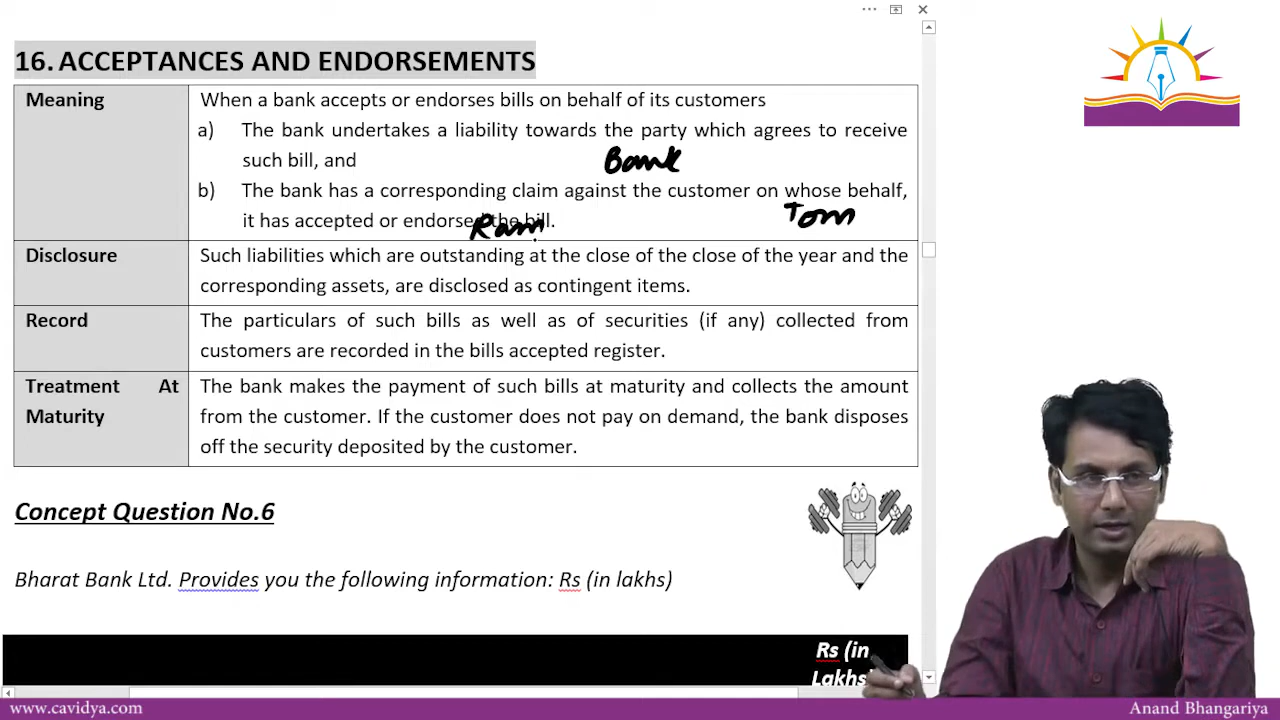 16. ACCEPTANCES AND ENDORSEMENTS
Meaning
When a bank accepts or endorses bills on behalf of its customers
a) The bank undertakes a liability towards the party which agrees to receive
such bill, and
Bank
b) The bank has a corresponding claim against the customer on whose behalf,
it has accepted or endorsed the bill.
Ram
Tom
Disclosure
Such liabilities which are outstanding at the close of the close of the year and the
corresponding assets, are disclosed as contingent items.
Record
The particulars of such bills as well as of securities (if any) collected from
customers are recorded in the bills accepted register.
Treatment At
Maturity
The bank makes the payment of such bills at maturity and collects the amount
from the customer. If the customer does not pay on demand, the bank disposes
off the security deposited by the customer.
Concept Question No.6
Bharat Bank Ltd. Provides you the following information: Rs (in lakhs)
Rs (in
Lakhs)
www.cavidya.com
Anand Bhangariya